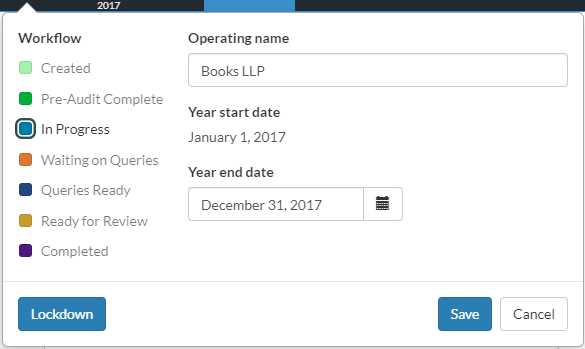 2017
Workflow
Created
Pre-Audit Complete
In Progress
Waiting on Queries
Queries Ready
Ready for Review
Completed
Operating name
Books LLP
Year start date
January 1, 2017
Year end date
December 31, 2017
Lockdown
Save
Cancel